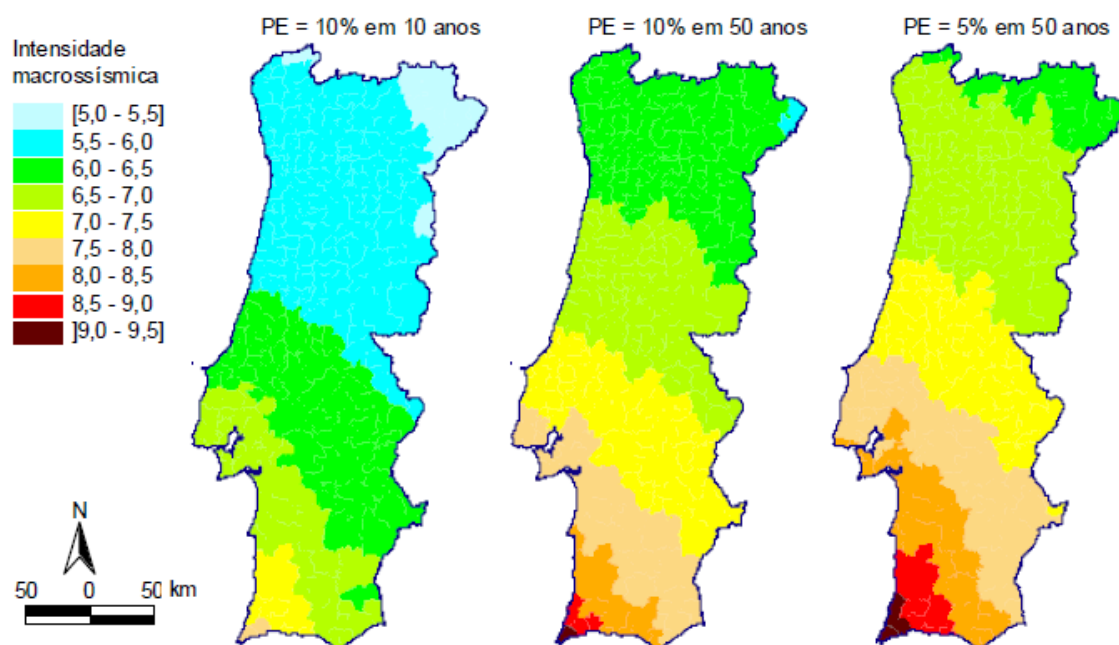 PE = 10% em 10 anos
PE = 10% em 50 anos
PE = 5% em 50 anos
Intensidade
macrossísmica
[5,0 - 5,5]
5,5 - 6,0
6,0 - 6,5
6,5 - 7,0
7,0 - 7,5
7,5 - 8,0
8,0 - 8,5
8,5 - 9,0
]9,0 - 9,5]
N
50 0 50 km